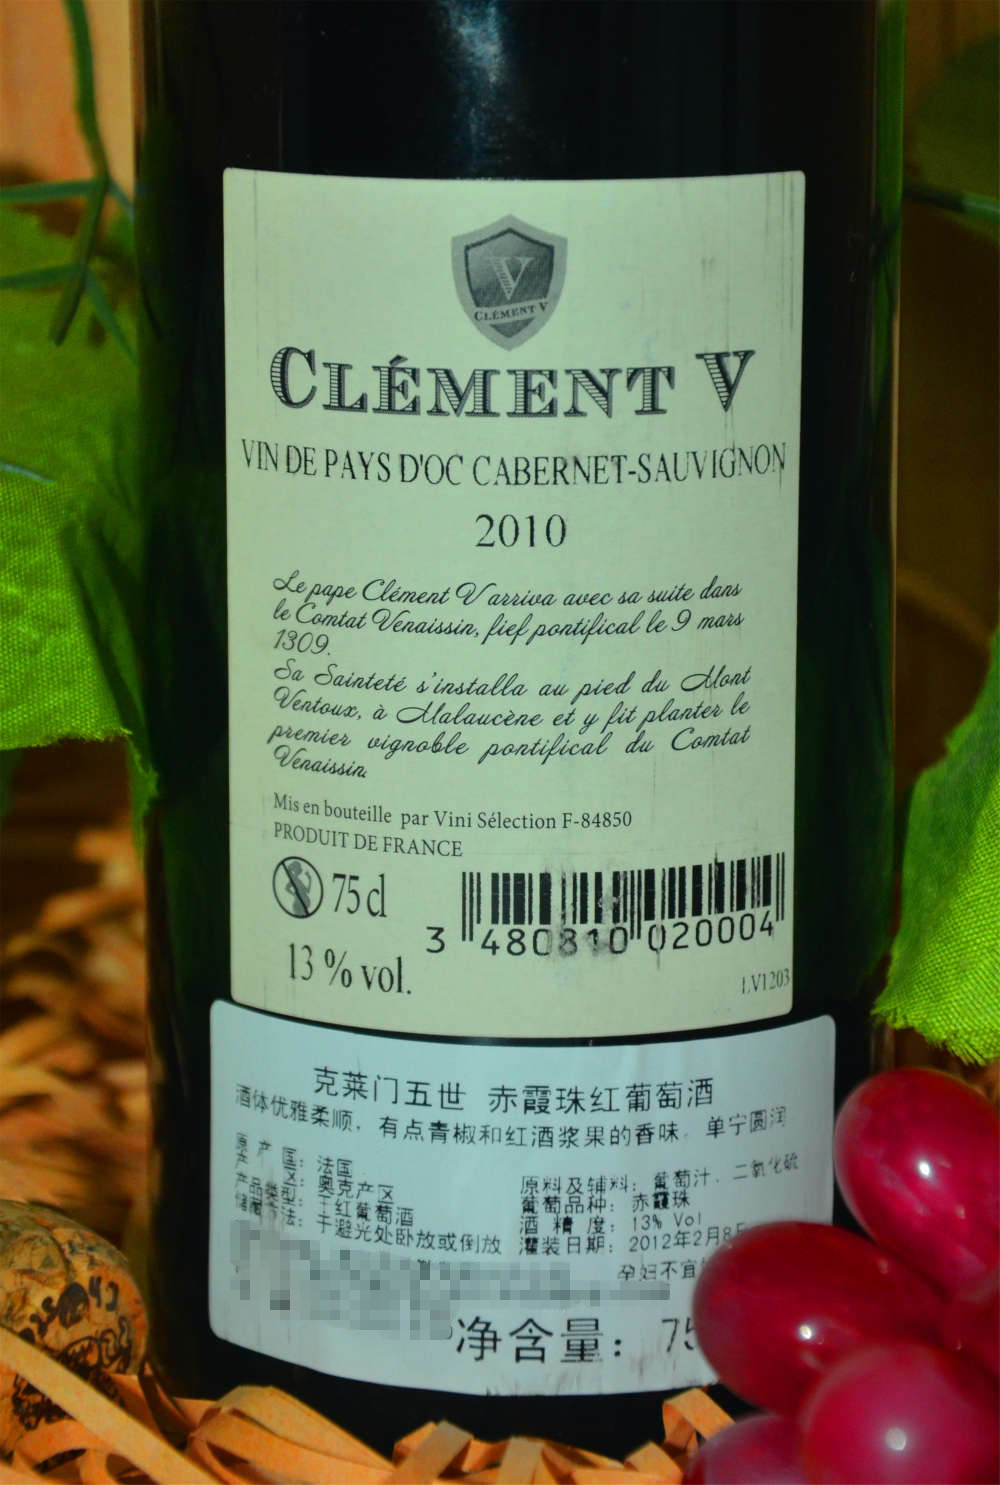 V
CLÉMENT V
CLÉMENT V
VIN DE PAYS D'OC CABERNET-SAUVIGNON
2010
Le pape Clément V arriva avec sa suite dans
le Comtat Venaissin, fief pontifical le 9 mars
1309.
Sa Sainteté s'installa au pied du Mont
Ventoux, à Malaucène et y fit planter le
premier vignoble pontifical du Comtat
Venaissin.
Mis en bouteille par Vini Sélection F-84850
PRODUIT DE FRANCE
75 cl
13 % vol.
3 480810 020004
LV1203
克莱门五世 赤霞珠红葡萄酒
酒体优雅柔顺，有点青椒和红酒浆果的香味，单宁圆润
原产国：法国
产区：奥克产区
产品类型：干红葡萄酒
储藏方法：于避光处卧放或倒放
原料及辅料：葡萄汁、二氧化硫
葡萄品种：赤霞珠
酒精度：13% Vol
灌装日期：2012年2月8日
孕妇不宜
净含量：75